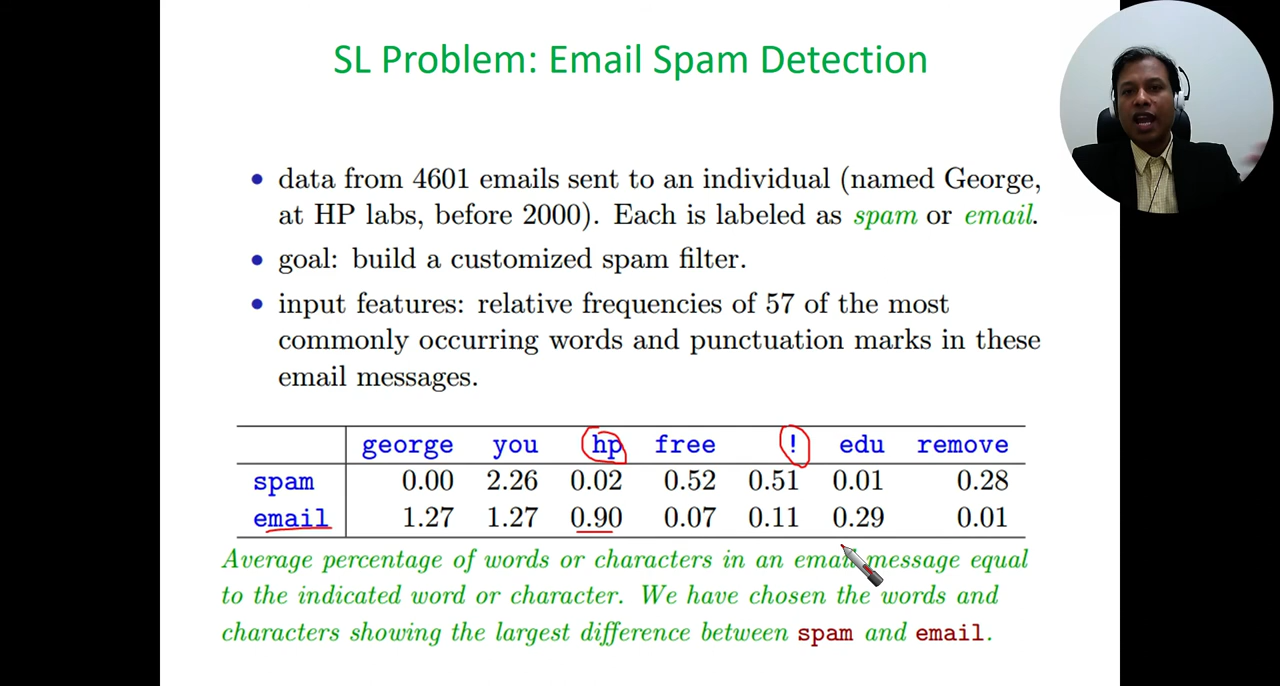 SL Problem: Email Spam Detection
• data from 4601 emails sent to an individual (named George,
at HP labs, before 2000). Each is labeled as spam or email.
• goal: build a customized spam filter.
• input features: relative frequencies of 57 of the most
commonly occurring words and punctuation marks in these
email messages.
george you hp free ! edu remove
spam 0.00 2.26 0.02 0.52 0.51 0.01 0.28
email 1.27 1.27 0.90 0.07 0.11 0.29 0.01
Average percentage of words or characters in an email message equal
to the indicated word or character. We have chosen the words and
characters showing the largest difference between spam and email.